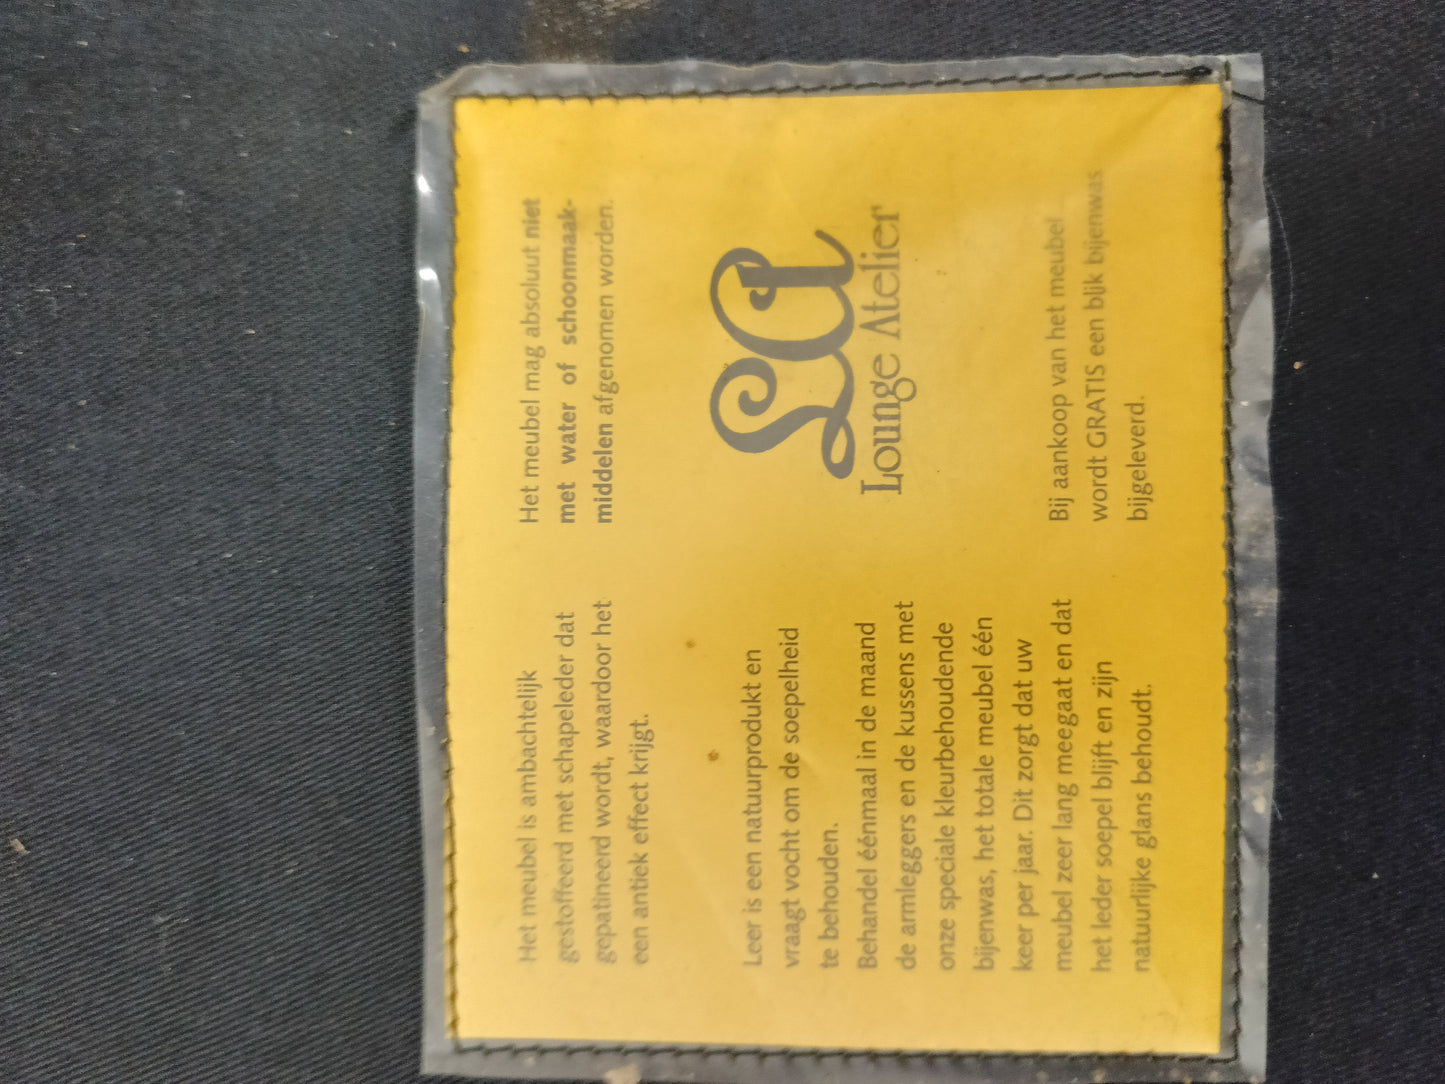 Het meubel is ambachtelijk
gestoffeerd met schapeleder dat
gepatineerd wordt, waardoor het
een antiek effect krijgt.
Leer is een natuurprodukt en
vraagt vocht om de soepelheid
te behouden.
Behandel éénmaal in de maand
de armleggers en de kussens met
onze speciale kleurbehoudende
bijenwas, het totale meubel één
keer per jaar. Dit zorgt dat uw
meubel zeer lang meegaat en dat
het leder soepel blijft en zijn
natuurlijke glans behoudt.
Het meubel mag absoluut niet
met water of schoonmaak-
middelen afgenomen worden.
LA
Lounge Atelier
Bij aankoop van het meubel
wordt GRATIS een blik bijenwas
bijgeleverd.